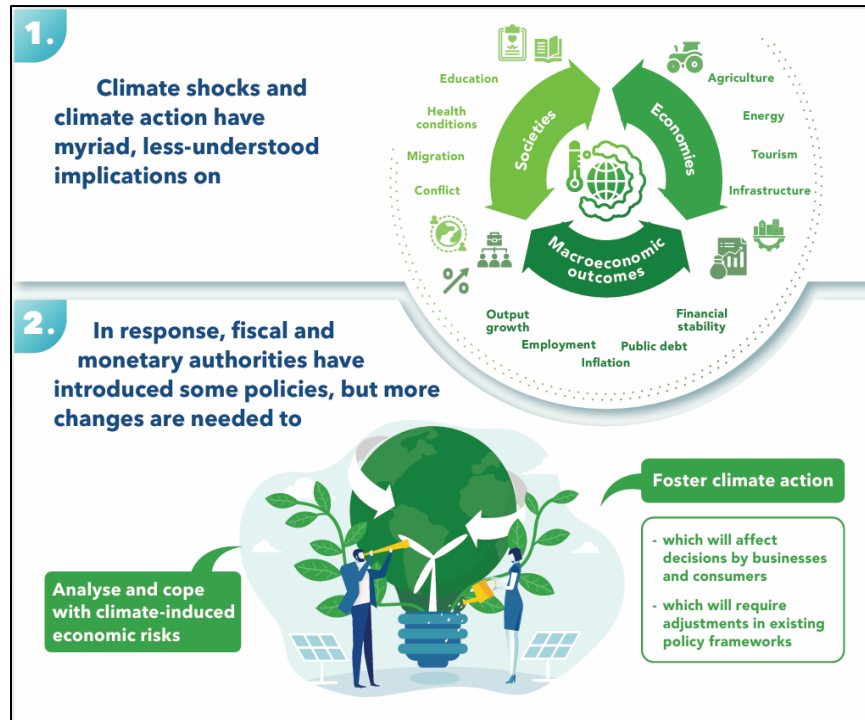 1.
Climate shocks and
climate action have
myriad, less-understood
implications on
Societies
Education
Health
conditions
Migration
Conflict
Economies
Agriculture
Energy
Tourism
Infrastructure
Macroeconomic
outcomes
Output
growth
Employment
Inflation
Public debt
Financial
stability
2.
In response, fiscal and
monetary authorities have
introduced some policies, but more
changes are needed to
Analyse and cope
with climate-induced
economic risks
Foster climate action
- which will affect
decisions by businesses
and consumers
- which will require
adjustments in existing
policy frameworks